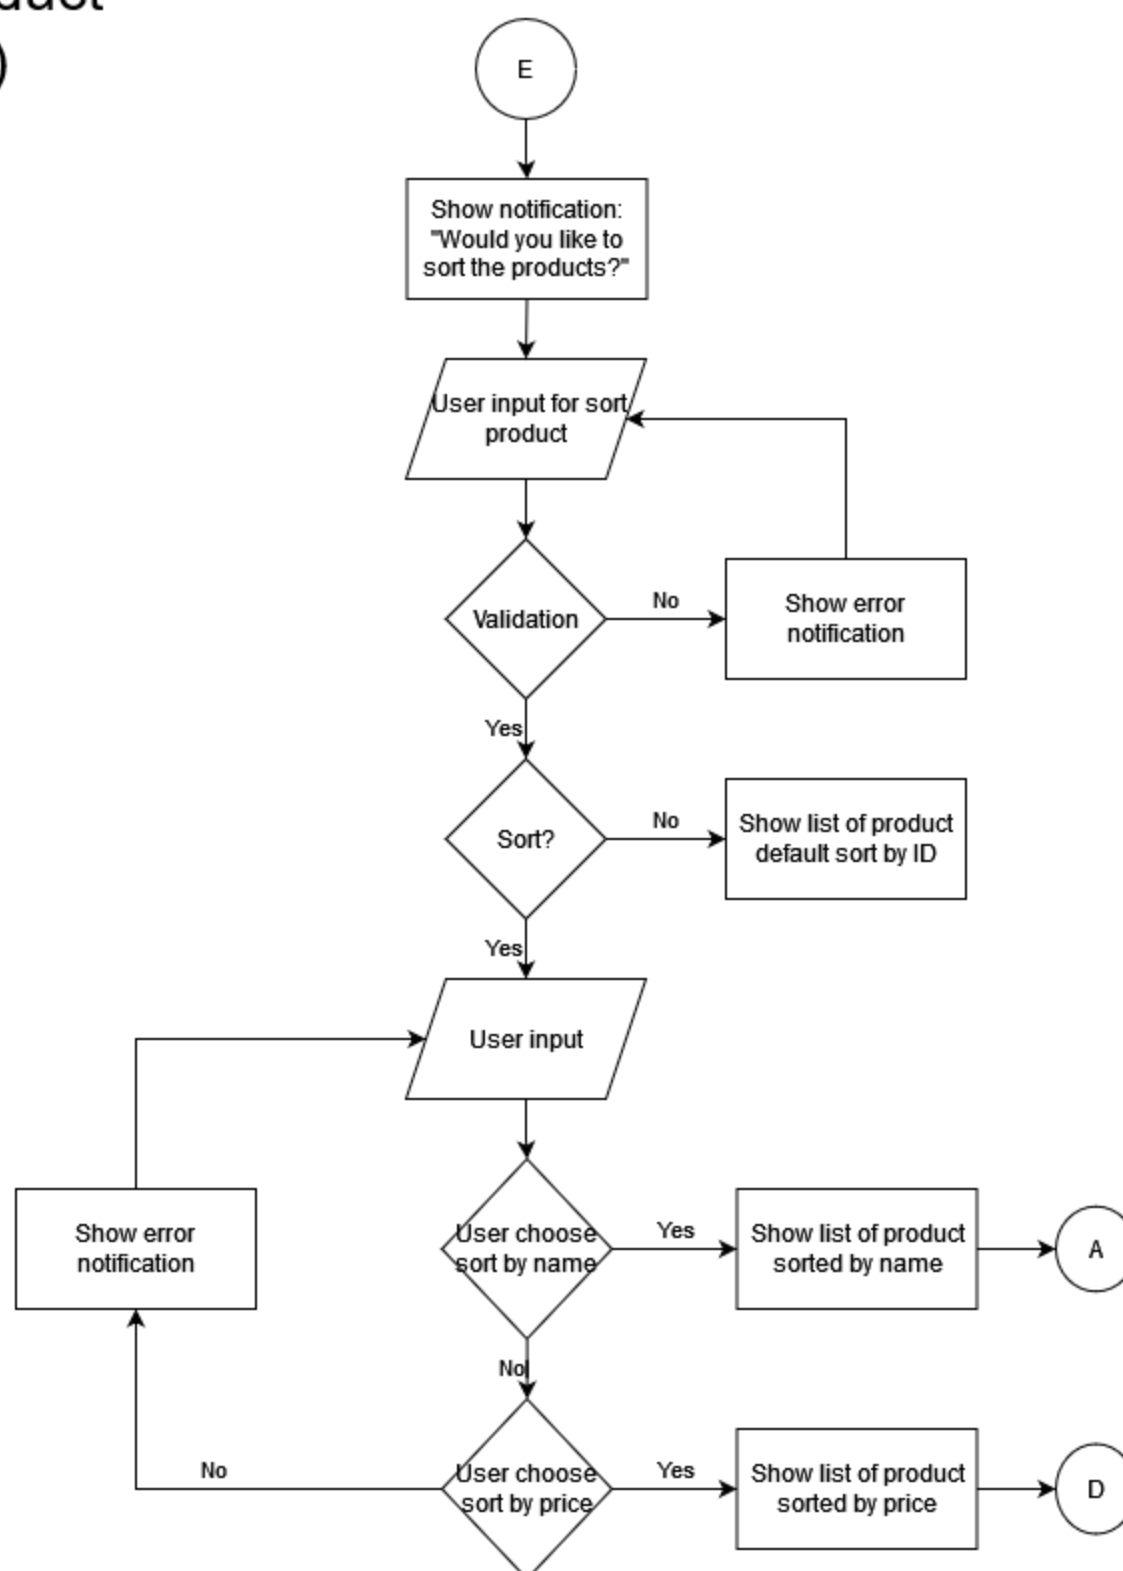 )
E
Show notification:
"Would you like to
sort the products?"
User input for sort
product
Validation
No
Show error
notification
Yes
Sort?
No
Show list of product
default sort by ID
Yes
User input
Show error
notification
User choose
sort by name
Yes
Show list of product
sorted by name
A
No
User choose
sort by price
No
Yes
Show list of product
sorted by price
D